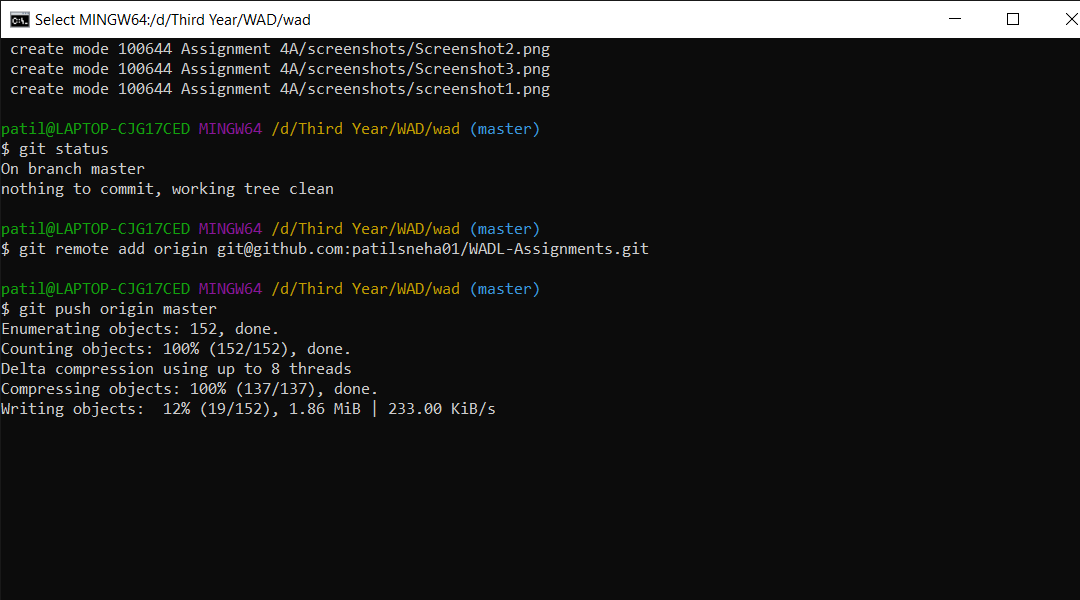 Select MINGW64:/d/Third Year/WAD/wad
create mode 100644 Assignment 4A/screenshots/Screenshot2.png
create mode 100644 Assignment 4A/screenshots/Screenshot3.png
create mode 100644 Assignment 4A/screenshots/screenshot1.png
patil@LAPTOP-CJG17CED MINGW64 /d/Third Year/WAD/wad (master)
$ git status
On branch master
nothing to commit, working tree clean
patil@LAPTOP-CJG17CED MINGW64 /d/Third Year/WAD/wad (master)
$ git remote add origin git@github.com:patilsneha01/WADL-Assignments.git
patil@LAPTOP-CJG17CED MINGW64 /d/Third Year/WAD/wad (master)
$ git push origin master
Enumerating objects: 152, done.
Counting objects: 100% (152/152), done.
Delta compression using up to 8 threads
Compressing objects: 100% (137/137), done.
Writing objects:  12% (19/152), 1.86 MiB | 233.00 KiB/s